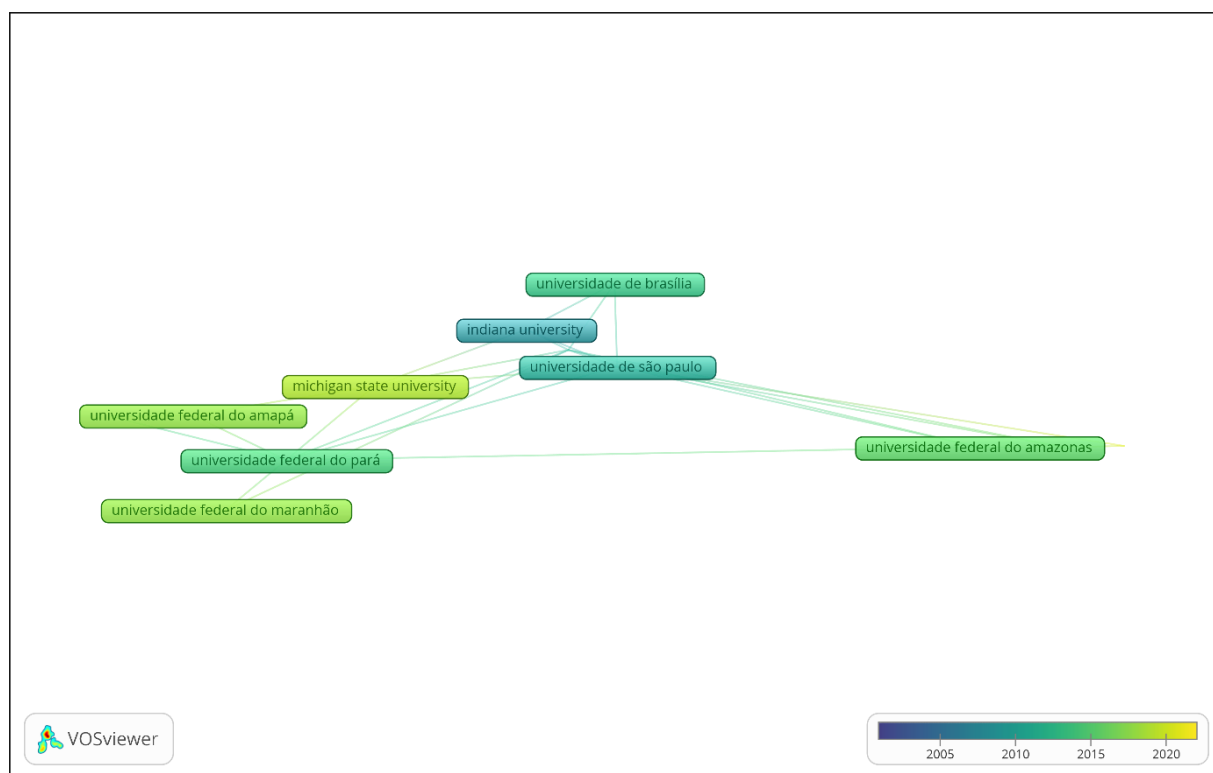 universidade de brasília
indiana university
universidade de são paulo
michigan state university
universidade federal do amapá
universidade federal do amazonas
universidade federal do pará
universidade federal do maranhão
VOSviewer
2005 2010 2015 2020